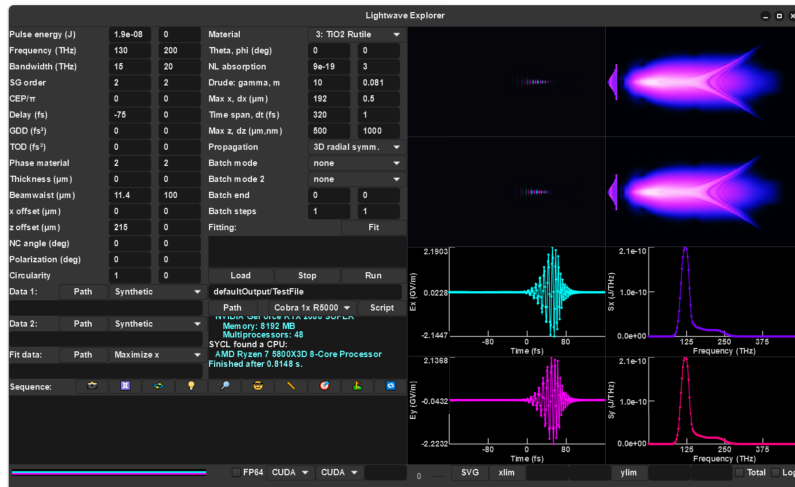 Lightwave Explorer
Pulse energy (J) 1.9e-08 0 Material 3: TiO2 Rutile
Frequency (THz) 130 200 Theta, phi (deg) 0 0
Bandwidth (THz) 15 20 NL absorption 9e-19 3
SG order 2 2 Drude: gamma, m 10 0.081
CEP/π 0 0 Max x, dx (μm) 192 0.5
Delay (fs) -75 0 Time span, dt (fs) 320 1
GDD (fs²) 0 0 Max z, dz (μm,nm) 500 1000
TOD (fs³) 0 0 Propagation 3D radial symm.
Phase material 2 2 Batch mode none
Thickness (μm) 0 0 Batch mode 2 none
Beamwaist (μm) 11.4 100 Batch end 0 0
x offset (μm) 0 0 Batch steps 1 1
z offset (μm) 215 0 Fitting: Fit
NC angle (deg) 0 0
Polarization (deg) 0 0
Circularity 1 0 Load Stop Run
Data 1: Path Synthetic defaultOutput/TestFile
Path Cobra 1x R5000 Script
Data 2: Path Synthetic
Memory: 8192 MB
Multiprocessors: 48
SYCL found a CPU:
AMD Ryzen 7 5800X3D 8-Core Processor
Fit data: Path Maximize x Finished after 0.8148 s.
Sequence:
FP64 CUDA CUDA 0 SVG xlim ylim Total Log
2.1903
0.0228
-2.1447
Ex (GV/m)
-80 0 80
Time (fs)
2.1e-10
1.0e-10
0.0e+00
Sx (J/THz)
125 250 375
Frequency (THz)
2.1368
-0.0432
-2.2232
Ey (GV/m)
-80 0 80
Time (fs)
2.1e-10
1.0e-10
0.0e+00
Sy (J/THz)
125 250 375
Frequency (THz)